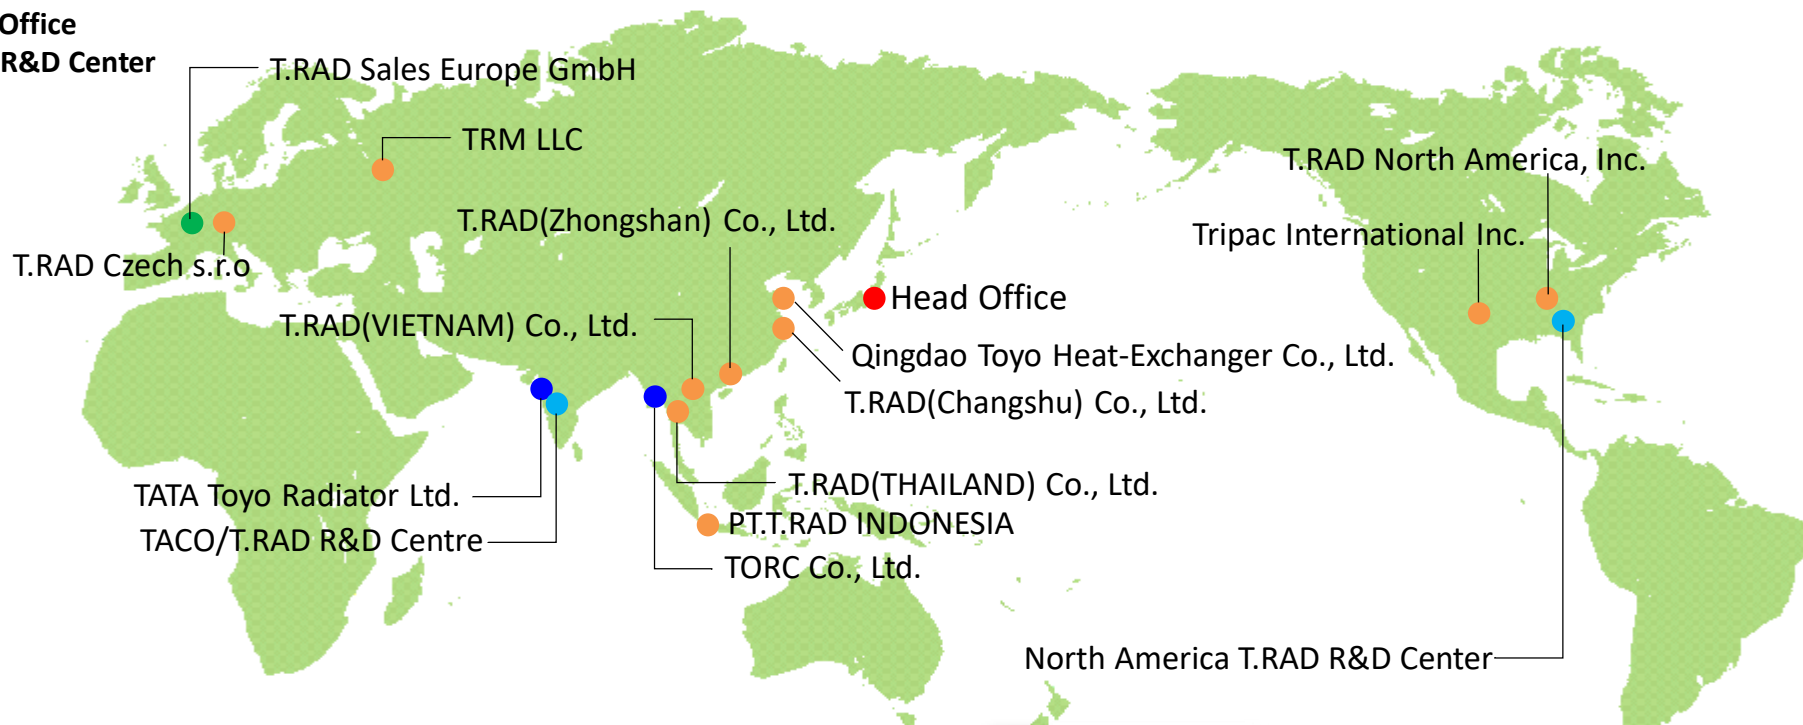 Office
R&D Center
T.RAD Sales Europe GmbH
TRM LLC
T.RAD North America, Inc.
T.RAD(Zhongshan) Co., Ltd.
Tripac International Inc.
T.RAD Czech s.r.o
Head Office
T.RAD(VIETNAM) Co., Ltd.
Qingdao Toyo Heat-Exchanger Co., Ltd.
T.RAD(Changshu) Co., Ltd.
T.RAD(THAILAND) Co., Ltd.
TATA Toyo Radiator Ltd.
PT.T.RAD INDONESIA
TACO/T.RAD R&D Centre
TORC Co., Ltd.
North America T.RAD R&D Center